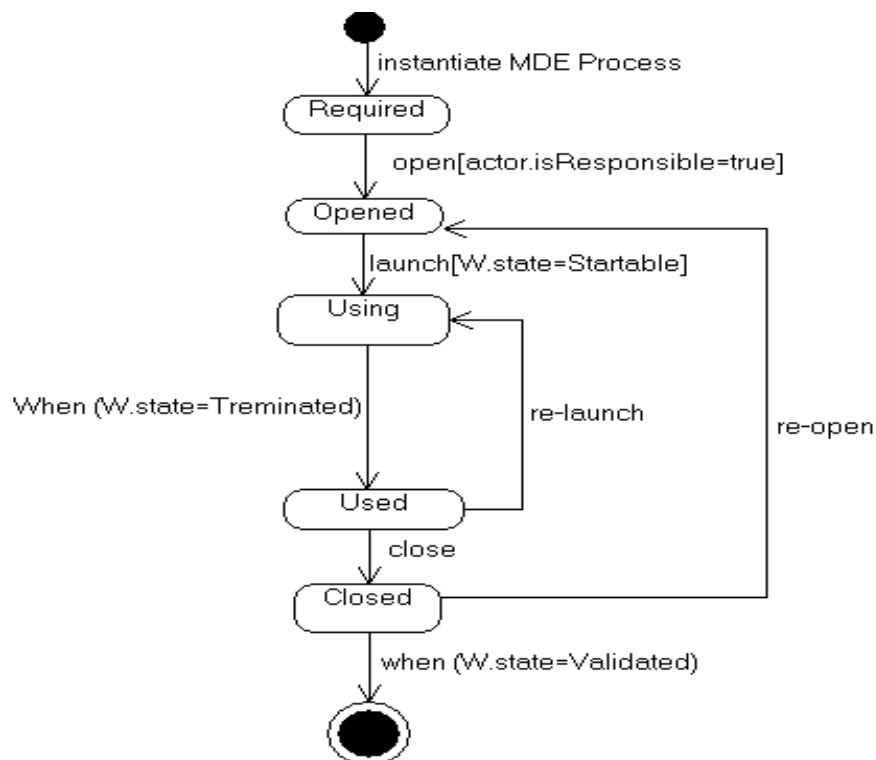 instantiate MDE Process
Required
open[actor.isResponsible=true]
Opened
launch[W.state=Startable]
Using
When (W.state=Treminated)
re-launch
re-open
Used
close
Closed
when (W.state=Validated)